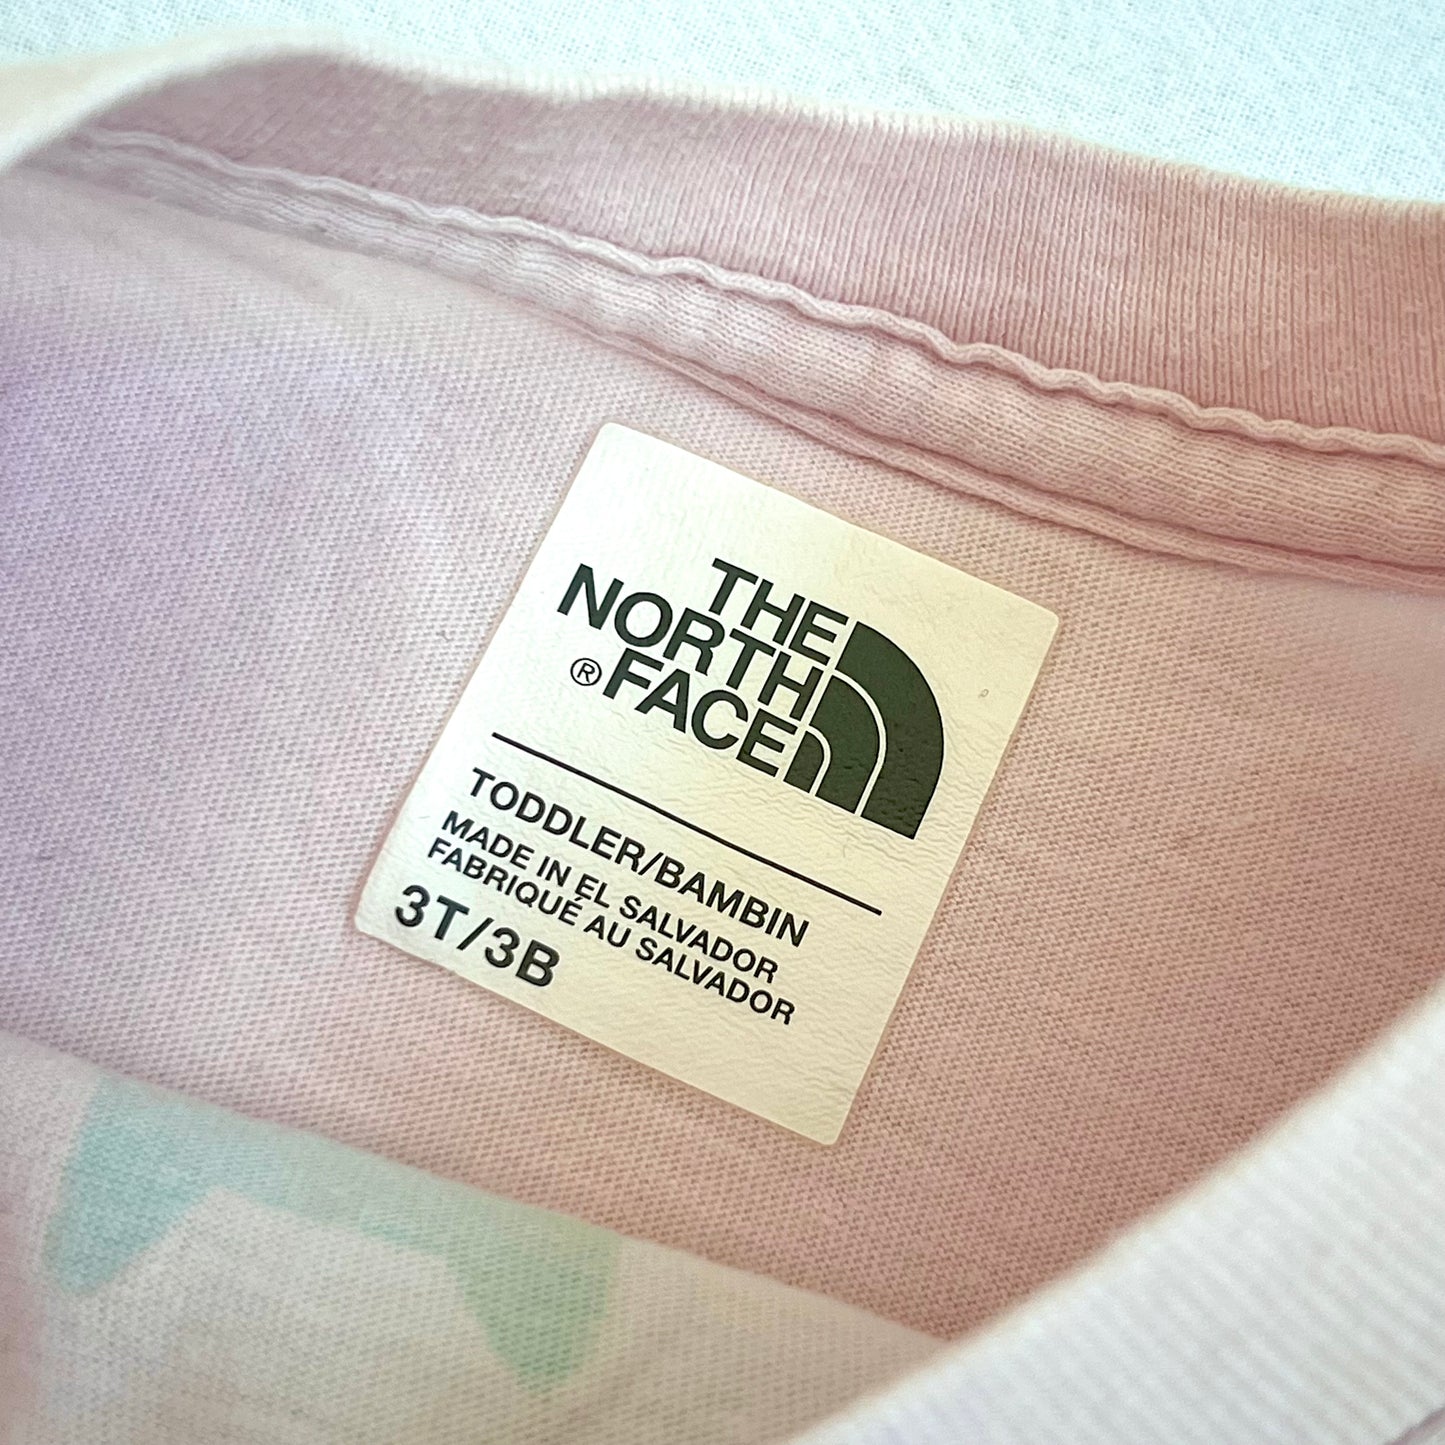 THE
NORTH
®FACE
TODDLER/BAMBIN
MADE IN EL SALVADOR
FABRIQUÉ AU SALVADOR
3T/3B